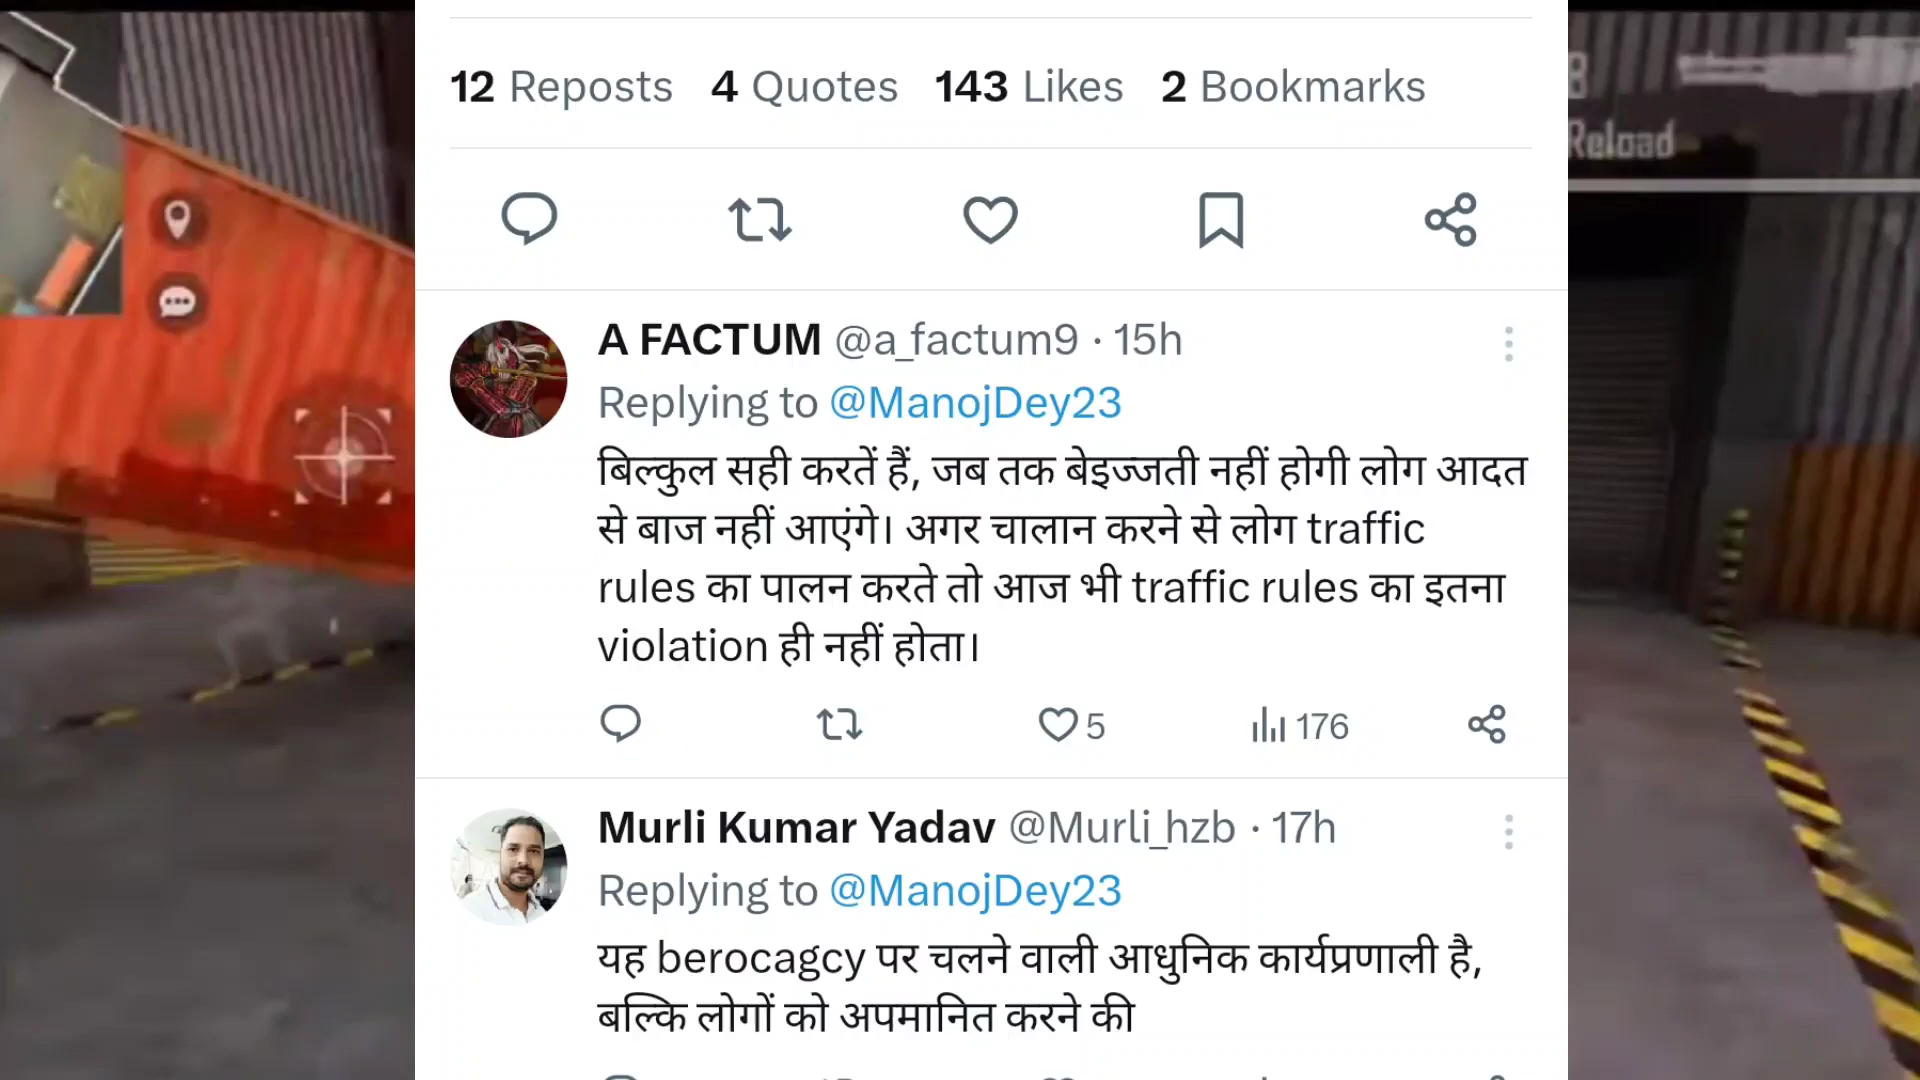 12 Reposts 4 Quotes 143 Likes 2 Bookmarks
8
Reload
A FACTUM @a_factum9 · 15h
Replying to @ManojDey23
बिल्कुल सही करतें हैं, जब तक बेइज्जती नहीं होगी लोग आदत
से बाज नहीं आएंगे। अगर चालान करने से लोग traffic
rules का पालन करते तो आज भी traffic rules का इतना
violation ही नहीं होता।
5 176
Murli Kumar Yadav @Murli_hzb · 17h
Replying to @ManojDey23
यह berocagcy पर चलने वाली आधुनिक कार्यप्रणाली है,
बल्कि लोगों को अपमानित करने की